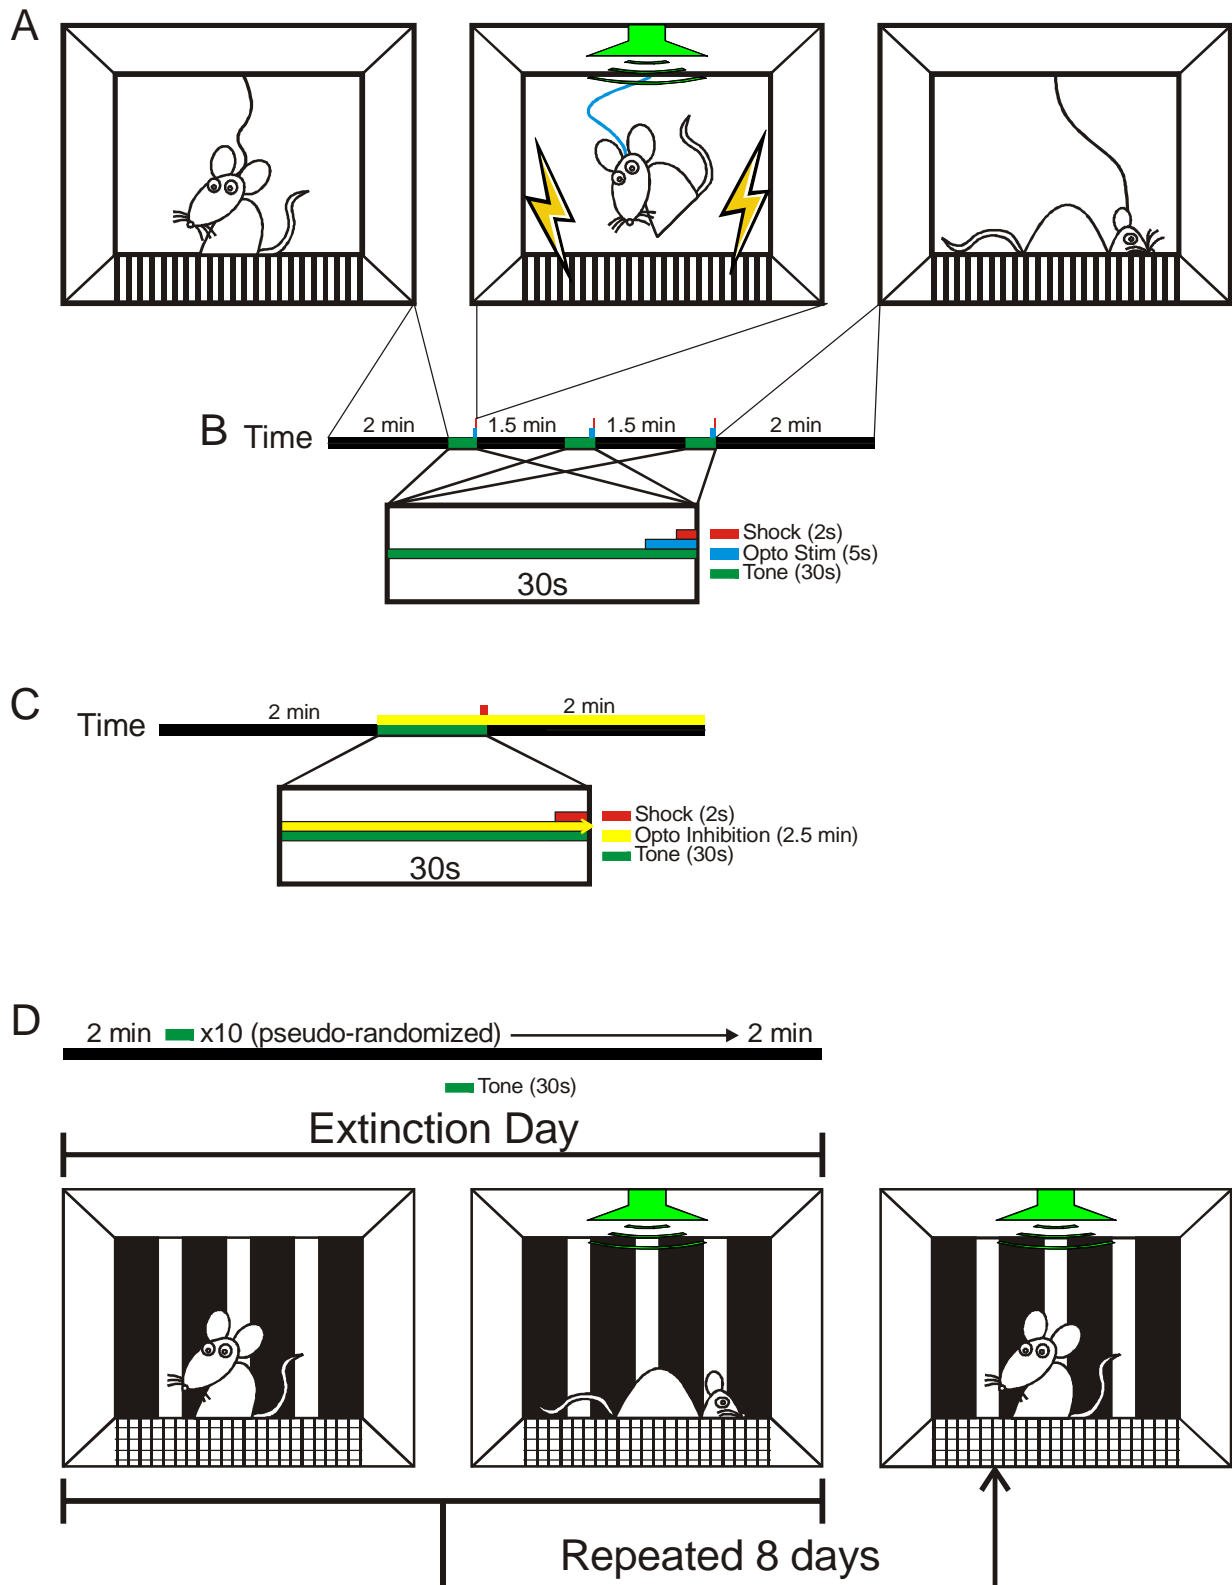 A
B
Time
2 min
1.5 min
1.5 min
2 min
Shock (2s)
Opto Stim (5s)
Tone (30s)
30s
C
Time
2 min
2 min
Shock (2s)
Opto Inhibition (2.5 min)
Tone (30s)
30s
D
2 min x10 (pseudo-randomized) 2 min
Tone (30s)
Extinction Day
Repeated 8 days